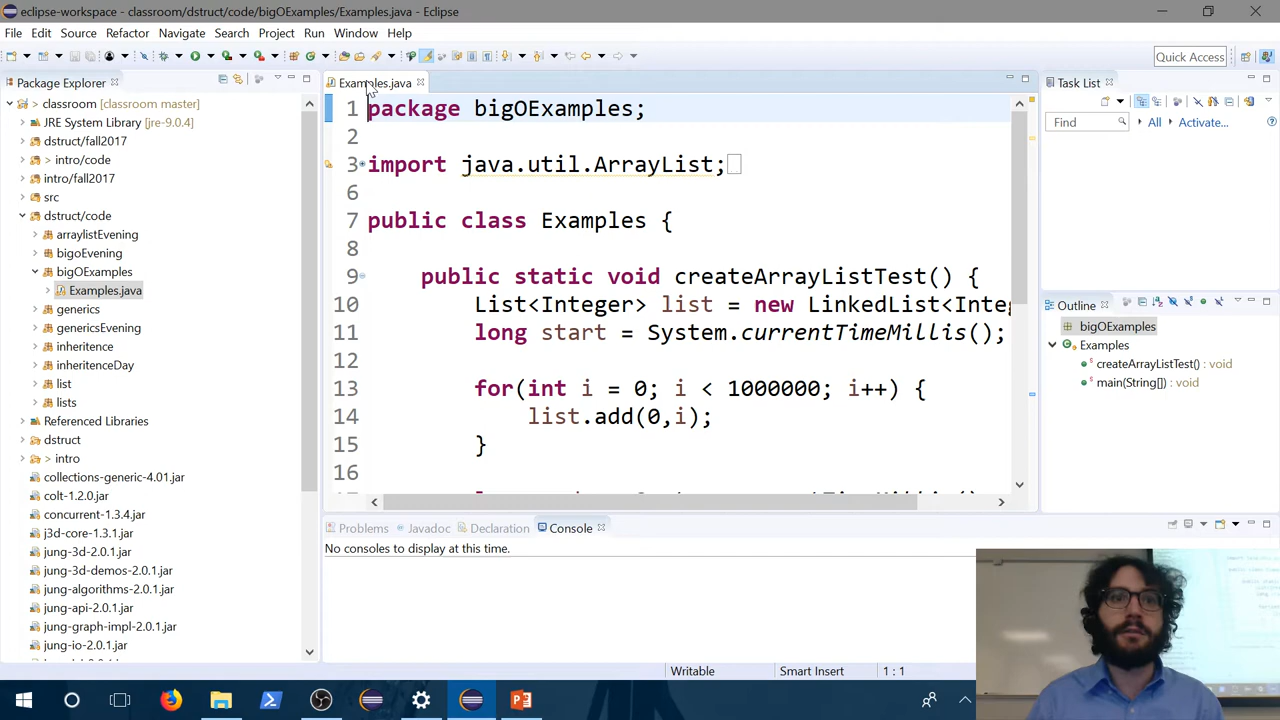 eclipse-workspace - classroom/dstruct/code/bigOExamples/Examples.java - Eclipse
File Edit Source Refactor Navigate Search Project Run Window Help
Quick Access
Package Explorer
> classroom [classroom master]
JRE System Library [jre-9.0.4]
dstruct/fall2017
> intro/code
intro/fall2017
src
dstruct/code
arraylistEvening
bigoEvening
bigOExamples
Examples.java
generics
genericsEvening
inheritence
inheritenceDay
list
lists
Referenced Libraries
dstruct
> intro
collections-generic-4.01.jar
colt-1.2.0.jar
concurrent-1.3.4.jar
j3d-core-1.3.1.jar
jung-3d-2.0.1.jar
jung-3d-demos-2.0.1.jar
jung-algorithms-2.0.1.jar
jung-api-2.0.1.jar
jung-graph-impl-2.0.1.jar
jung-io-2.0.1.jar
Examples.java
1 package bigOExamples;
2
3 import java.util.ArrayList;
6
7 public class Examples {
8
9 public static void createArrayListTest() {
10 List<Integer> list = new LinkedList<Integ
11 long start = System.currentTimeMillis();
12
13 for(int i = 0; i < 1000000; i++) {
14 list.add(0,i);
15 }
16
Problems Javadoc Declaration Console
No consoles to display at this time.
Task List
Find All Activate...
Outline
bigOExamples
Examples
createArrayListTest() : void
main(String[]) : void
Writable Smart Insert 1 : 1